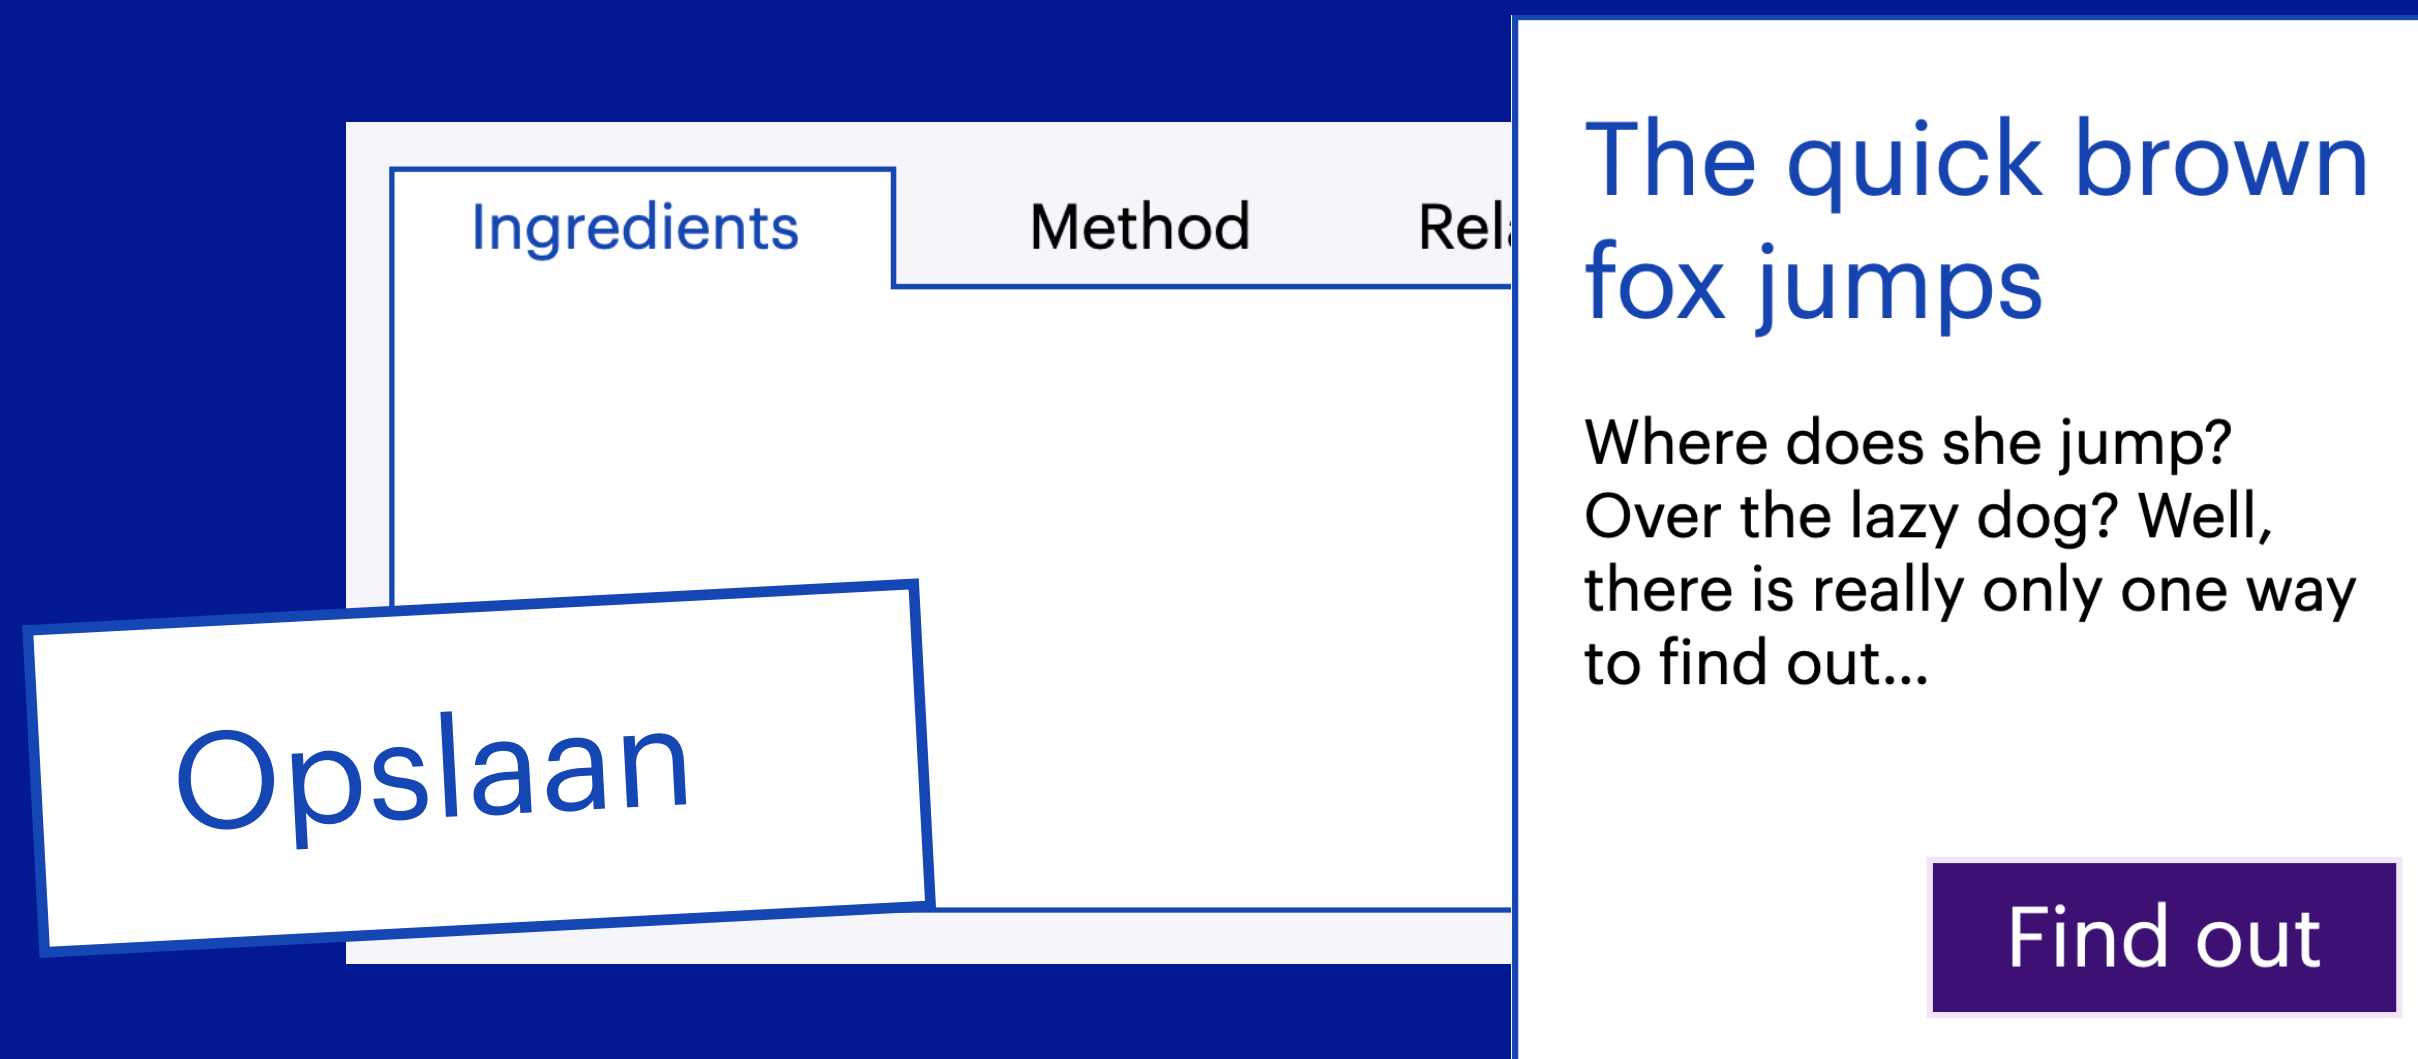 Ingredients
Method
Opslaan
The quick brown
fox jumps
Where does she jump?
Over the lazy dog? Well,
there is really only one way
to find out...
Find out